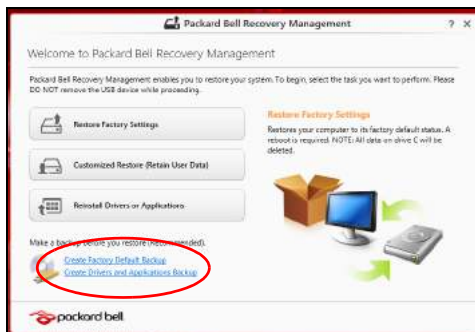 Packard Bell Recovery Management
? ×
Welcome to Packard Bell Recovery Management
Packard Bell Recovery Management enables you to restore your system. To begin, select the task you want to perform. Please
DO NOT remove the USB device while proceeding.
Restore Factory Settings
Customized Restore (Retain User Data)
Reinstall Drivers or Applications
Restore Factory Settings
Restores your computer to its factory default status. A
reboot is required. NOTE: All data on drive C will be
deleted.
Make a backup before you restore (Recommended).
Create Factory Default Backup
Create Drivers and Applications Backup
packard bell